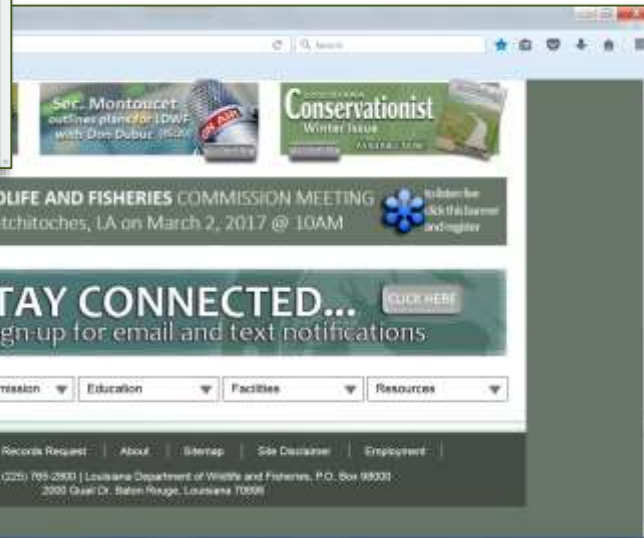 Search
Sec. Montoucet
outlines plans for LDWF
with Don Dubuc
ON AIR
Conservationist
Winter Issue
DLIFE AND FISHERIES COMMISSION MEETING
tchitoches, LA on March 2, 2017 @ 10AM
to listen live
click this banner
and register
TAY CONNECTED...
CLICK HERE
gn-up for email and text notifications
mission
Education
Facilities
Resources
Records Request | About | Sitemap | Site Disclaimer | Employment |
(225) 765-2800 | Louisiana Department of Wildlife and Fisheries, P.O. Box 98000
2000 Quail Dr. Baton Rouge, Louisiana 70898